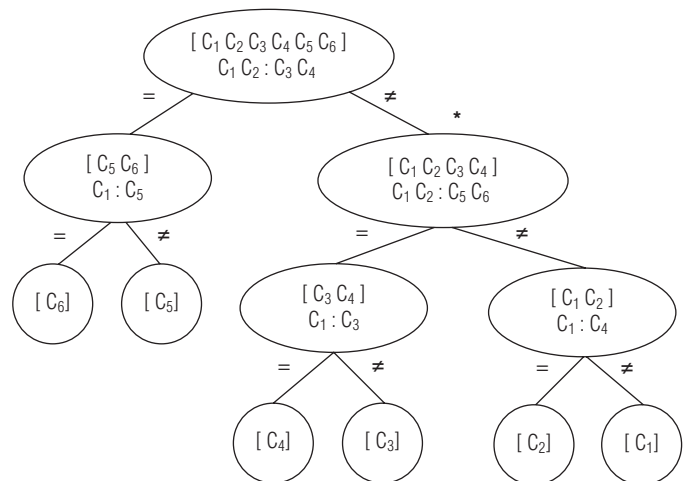 [ C₁ C₂ C₃ C₄ C₅ C₆ ]
C₁ C₂ : C₃ C₄
= ≠
*
[ C₅ C₆ ]
C₁ : C₅
[ C₁ C₂ C₃ C₄ ]
C₁ C₂ : C₅ C₆
= ≠ = ≠
[ C₆]
[ C₅]
[ C₃ C₄ ]
C₁ : C₃
[ C₁ C₂ ]
C₁ : C₄
= ≠ = ≠
[ C₄]
[ C₃]
[ C₂]
[ C₁]